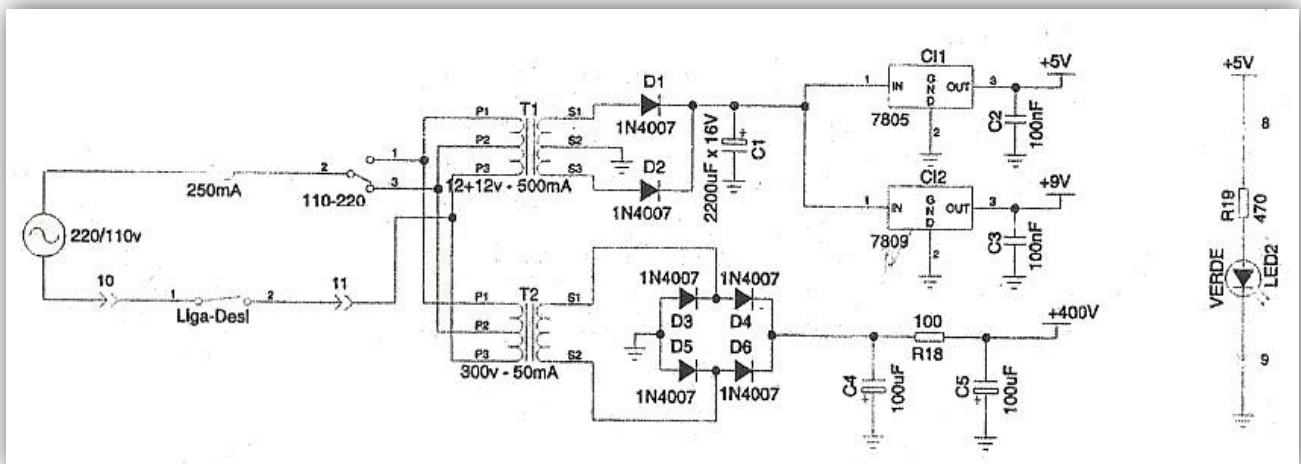 220/110v
250mA
2
1
3
110-220
10
1
2
Liga-Desl
11
P1
P2
P3
T1
S1
S2
S3
12+12v - 500mA
D1
1N4007
D2
1N4007
2200uF x 16V
C1
CI1
1
IN
GND
OUT
3
2
7805
+5V
C2
100nF
CI2
1
IN
GND
OUT
3
2
7809
+9V
C3
100nF
P1
P2
P3
T2
S1
S2
300v - 50mA
1N4007
1N4007
D3
D4
D5
D6
1N4007
1N4007
C4
100uF
100
R18
C5
100uF
+400V
+5V
8
R19
470
VERDE
LED2
9